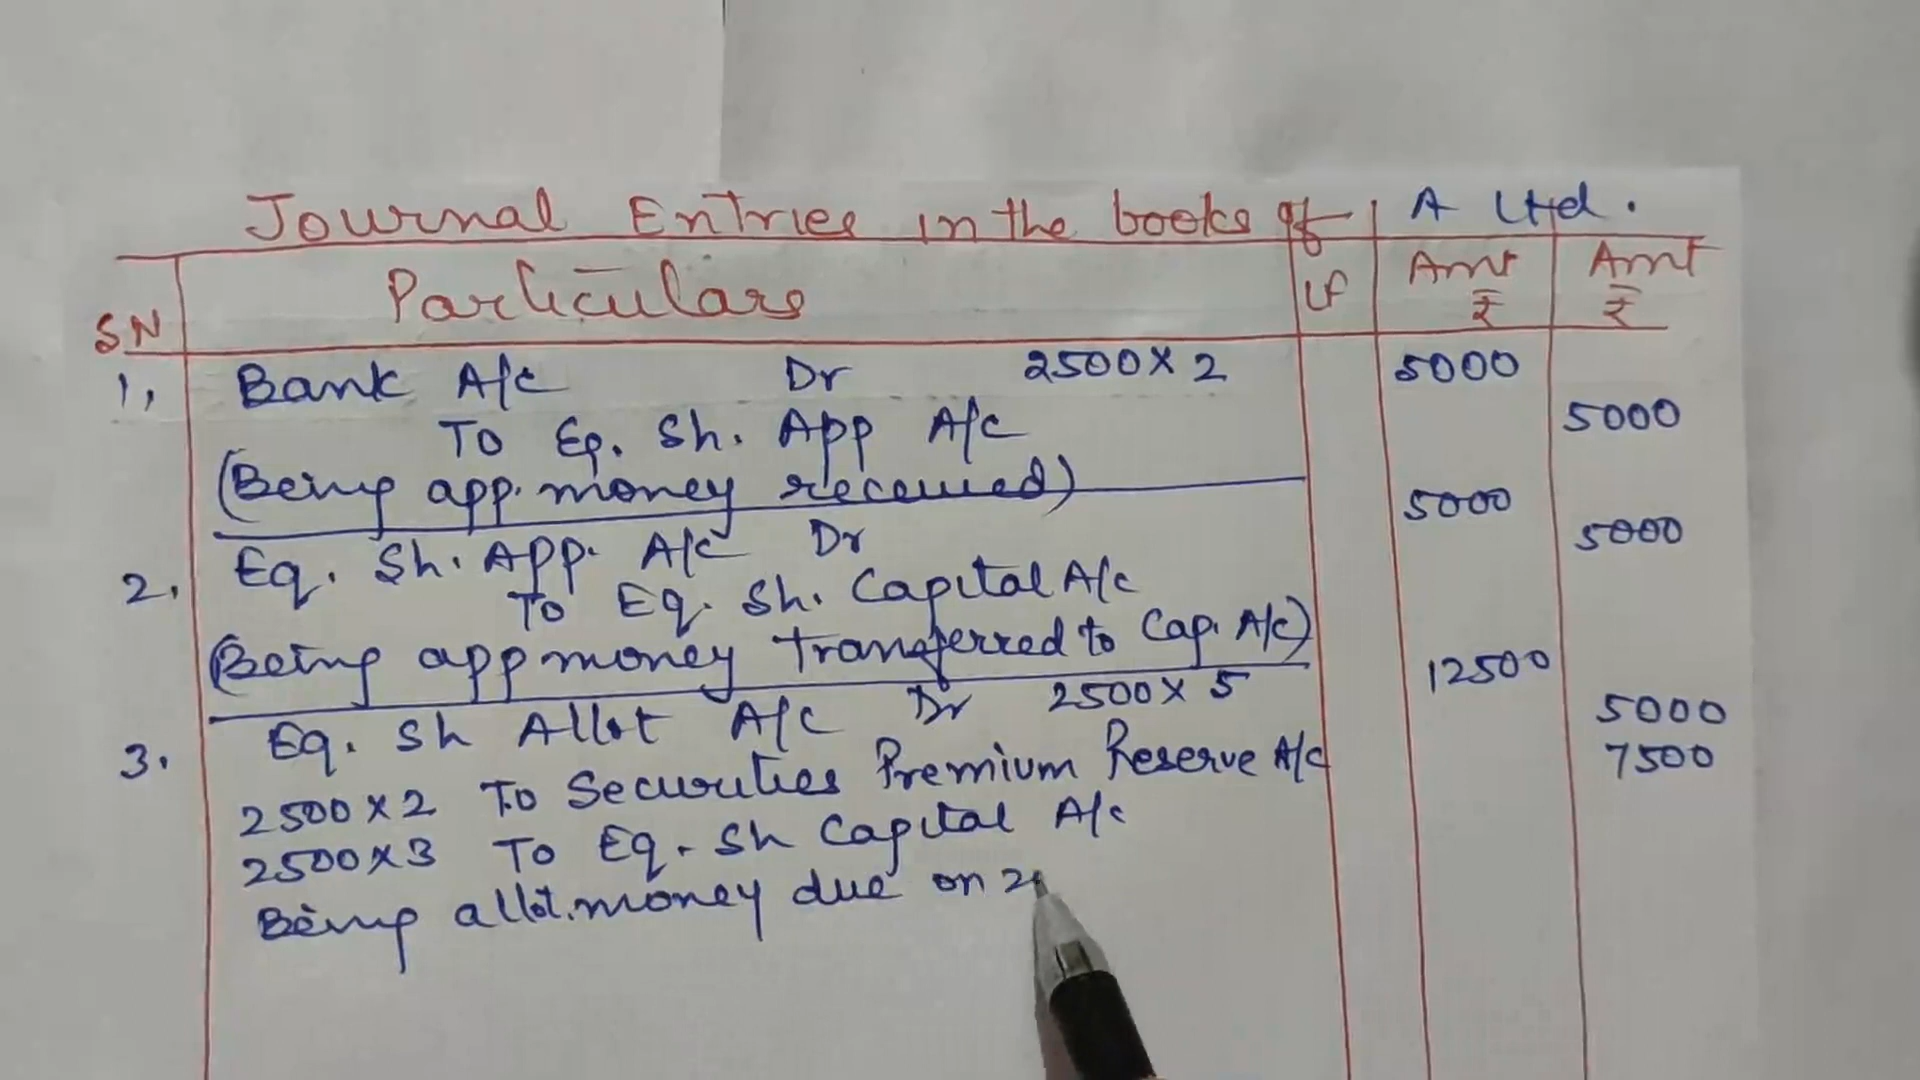 Journal Entries in the books of A Ltd.
SN Particulars LF Amt ₹ Amt ₹
1, Bank A/c Dr 2500 x 2 5000
To Eq. Sh. App A/c 5000
(Being app. money received)
2. Eq. Sh. App. A/c Dr 5000
To Eq. Sh. Capital A/c 5000
(Being app money transferred to Cap. A/c)
3. Eq. Sh Allot A/c Dr 2500 x 5 12500
2500 x 2 To Securities Premium Reserve A/c 5000
2500 x 3 To Eq. Sh Capital A/c 7500
Being allot. money due on